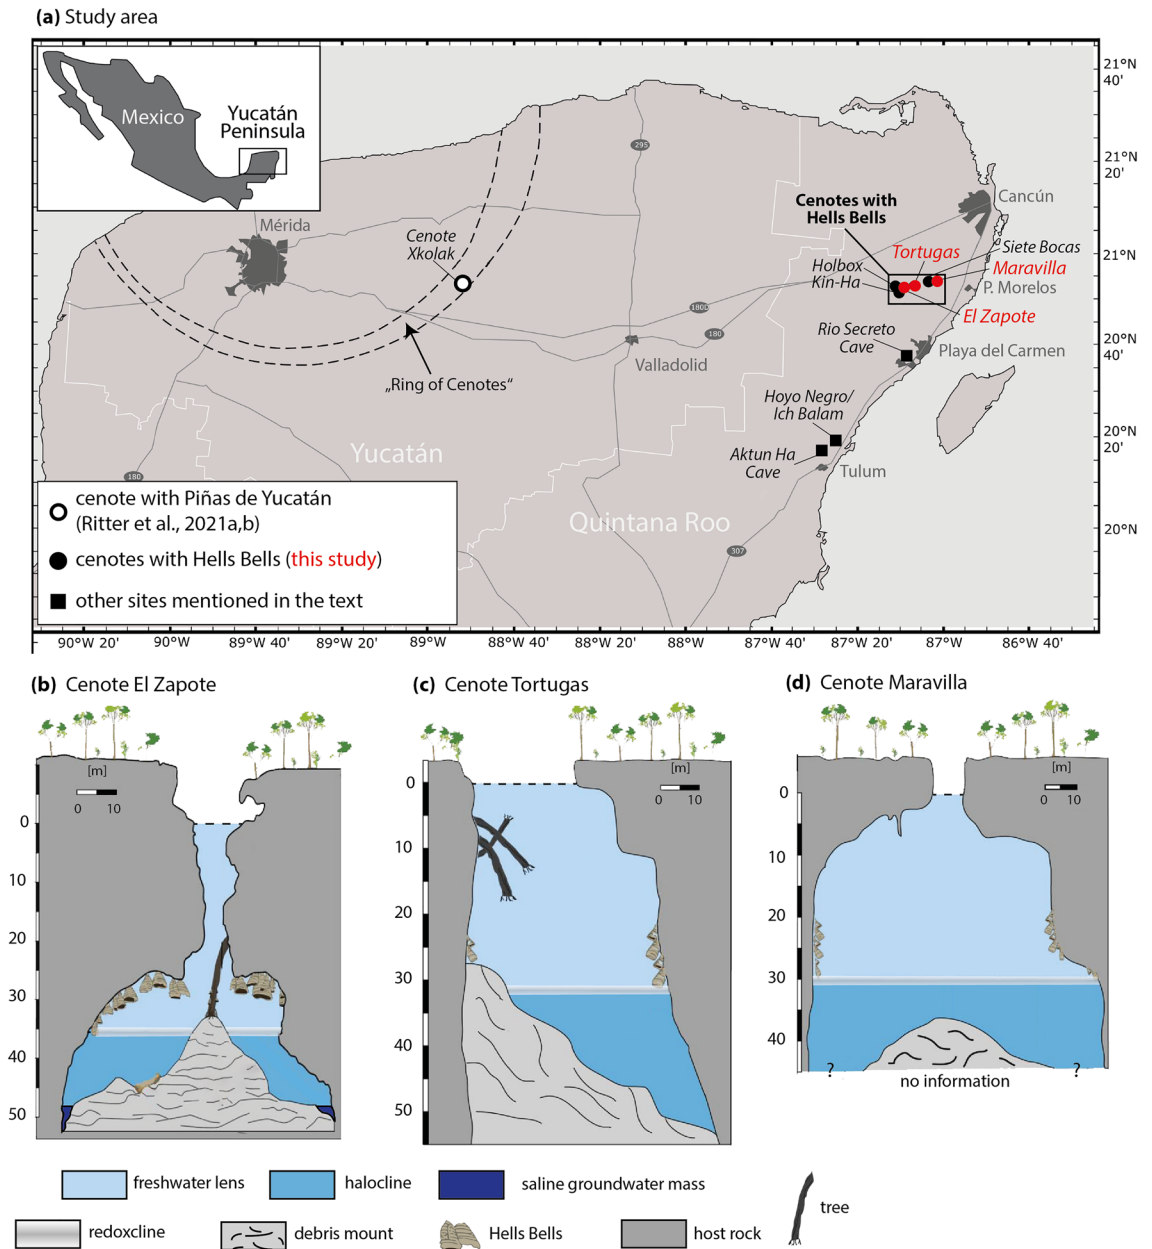 (a) Study area
Mexico
Yucatán
Peninsula
21°N
40'
21°N
20'
21°N
20°N
40'
20°N
20'
20°N
295
Mérida
Cenote
Xkolak
Cenotes with
Hells Bells
Cancún
Tortugas
Siete Bocas
Holbox
Kin-Ha
Maravilla
P. Morelos
El Zapote
180D
180
Rio Secreto
Cave
Playa del Carmen
Valladolid
„Ring of Cenotes“
Hoyo Negro/
Ich Balam
Aktun Ha
Cave
Tulum
Yucatán
180
Quintana Roo
307
cenote with Piñas de Yucatán
(Ritter et al., 2021a,b)
cenotes with Hells Bells (this study)
other sites mentioned in the text
90°W 20' 90°W 89°W 40' 89°W 20' 89°W 88°W 40' 88°W 20' 88°W 87°W 40' 87°W 20' 87°W 86°W 40'
(b) Cenote El Zapote
[m]
0 10
0
10
20
30
40
50
(c) Cenote Tortugas
[m]
0 10
0
10
20
30
40
50
(d) Cenote Maravilla
[m]
0 10
0
10
20
30
40
? ?
no information
freshwater lens halocline saline groundwater mass tree
redoxcline debris mount Hells Bells host rock